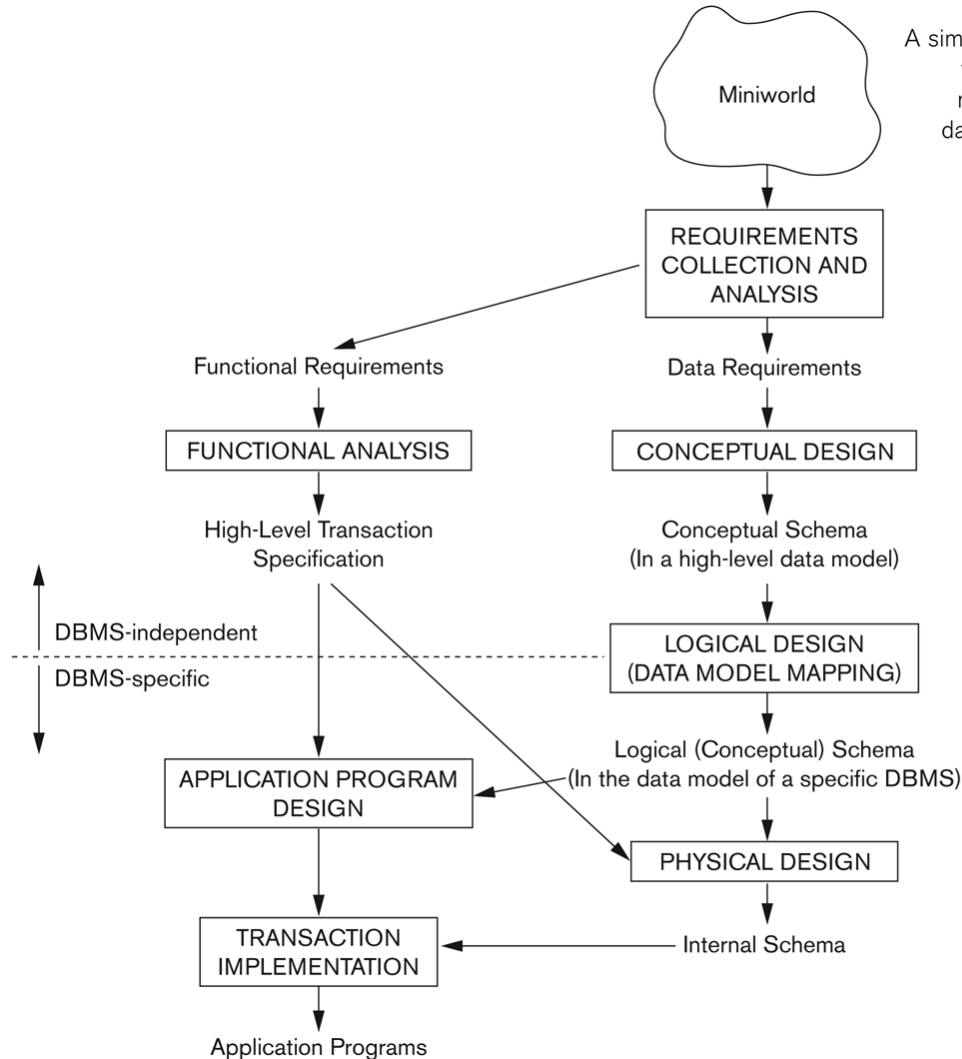 A sim
Miniworld
r
da
REQUIREMENTS
COLLECTION AND
ANALYSIS
Functional Requirements
Data Requirements
FUNCTIONAL ANALYSIS
CONCEPTUAL DESIGN
High-Level Transaction
Specification
Conceptual Schema
(In a high-level data model)
DBMS-independent
DBMS-specific
LOGICAL DESIGN
(DATA MODEL MAPPING)
Logical (Conceptual) Schema
(In the data model of a specific DBMS)
APPLICATION PROGRAM
DESIGN
PHYSICAL DESIGN
TRANSACTION
IMPLEMENTATION
Internal Schema
Application Programs